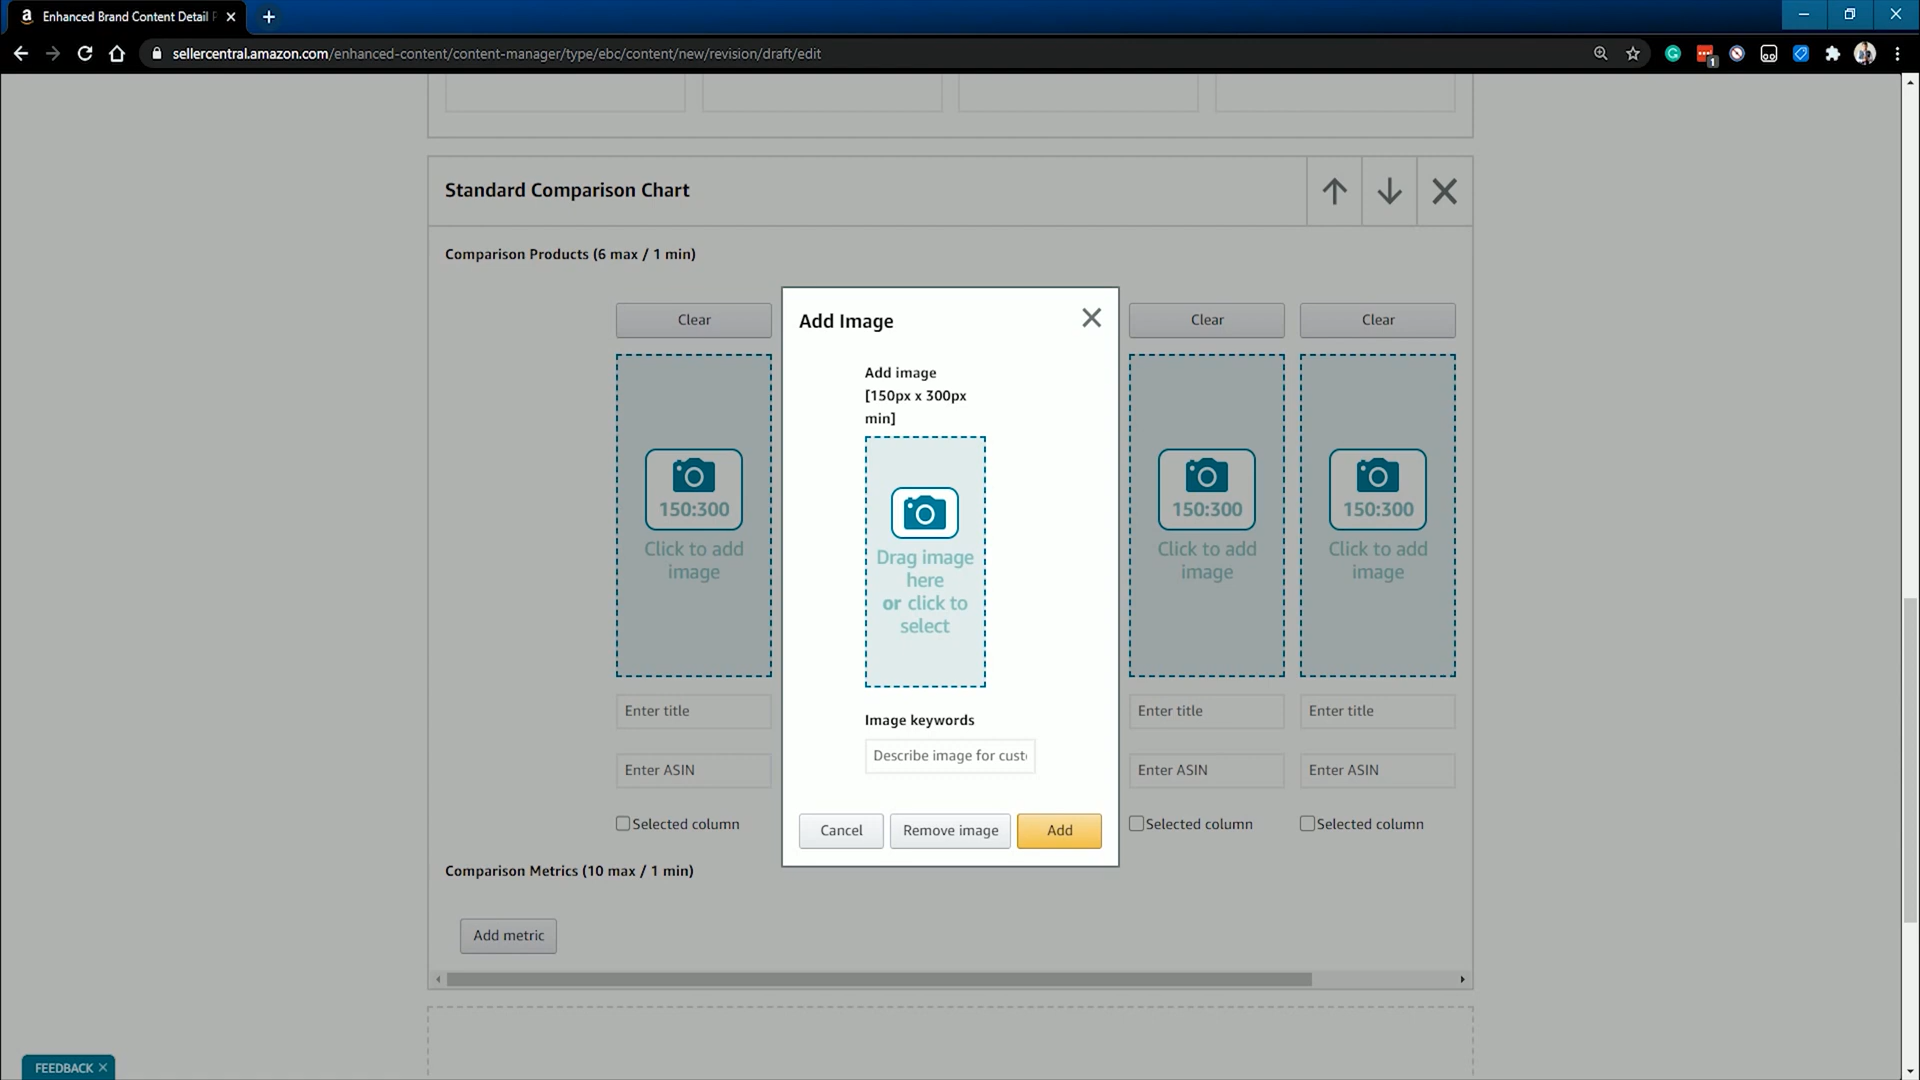 Enhanced Brand Content Detail
sellercentral.amazon.com/enhanced-content/content-manager/type/ebc/content/new/revision/draft/edit
1
Standard Comparison Chart
Comparison Products (6 max / 1 min)
Clear
Clear
Clear
150:300
Click to add
image
150:300
Click to add
image
150:300
Click to add
image
Enter title
Enter title
Enter title
Enter ASIN
Enter ASIN
Enter ASIN
Selected column
Selected column
Selected column
Add Image
Add image
[150px x 300px
min]
Drag image
here
or click to
select
Image keywords
Describe image for cust
Cancel
Remove image
Add
Comparison Metrics (10 max / 1 min)
Add metric
FEEDBACK